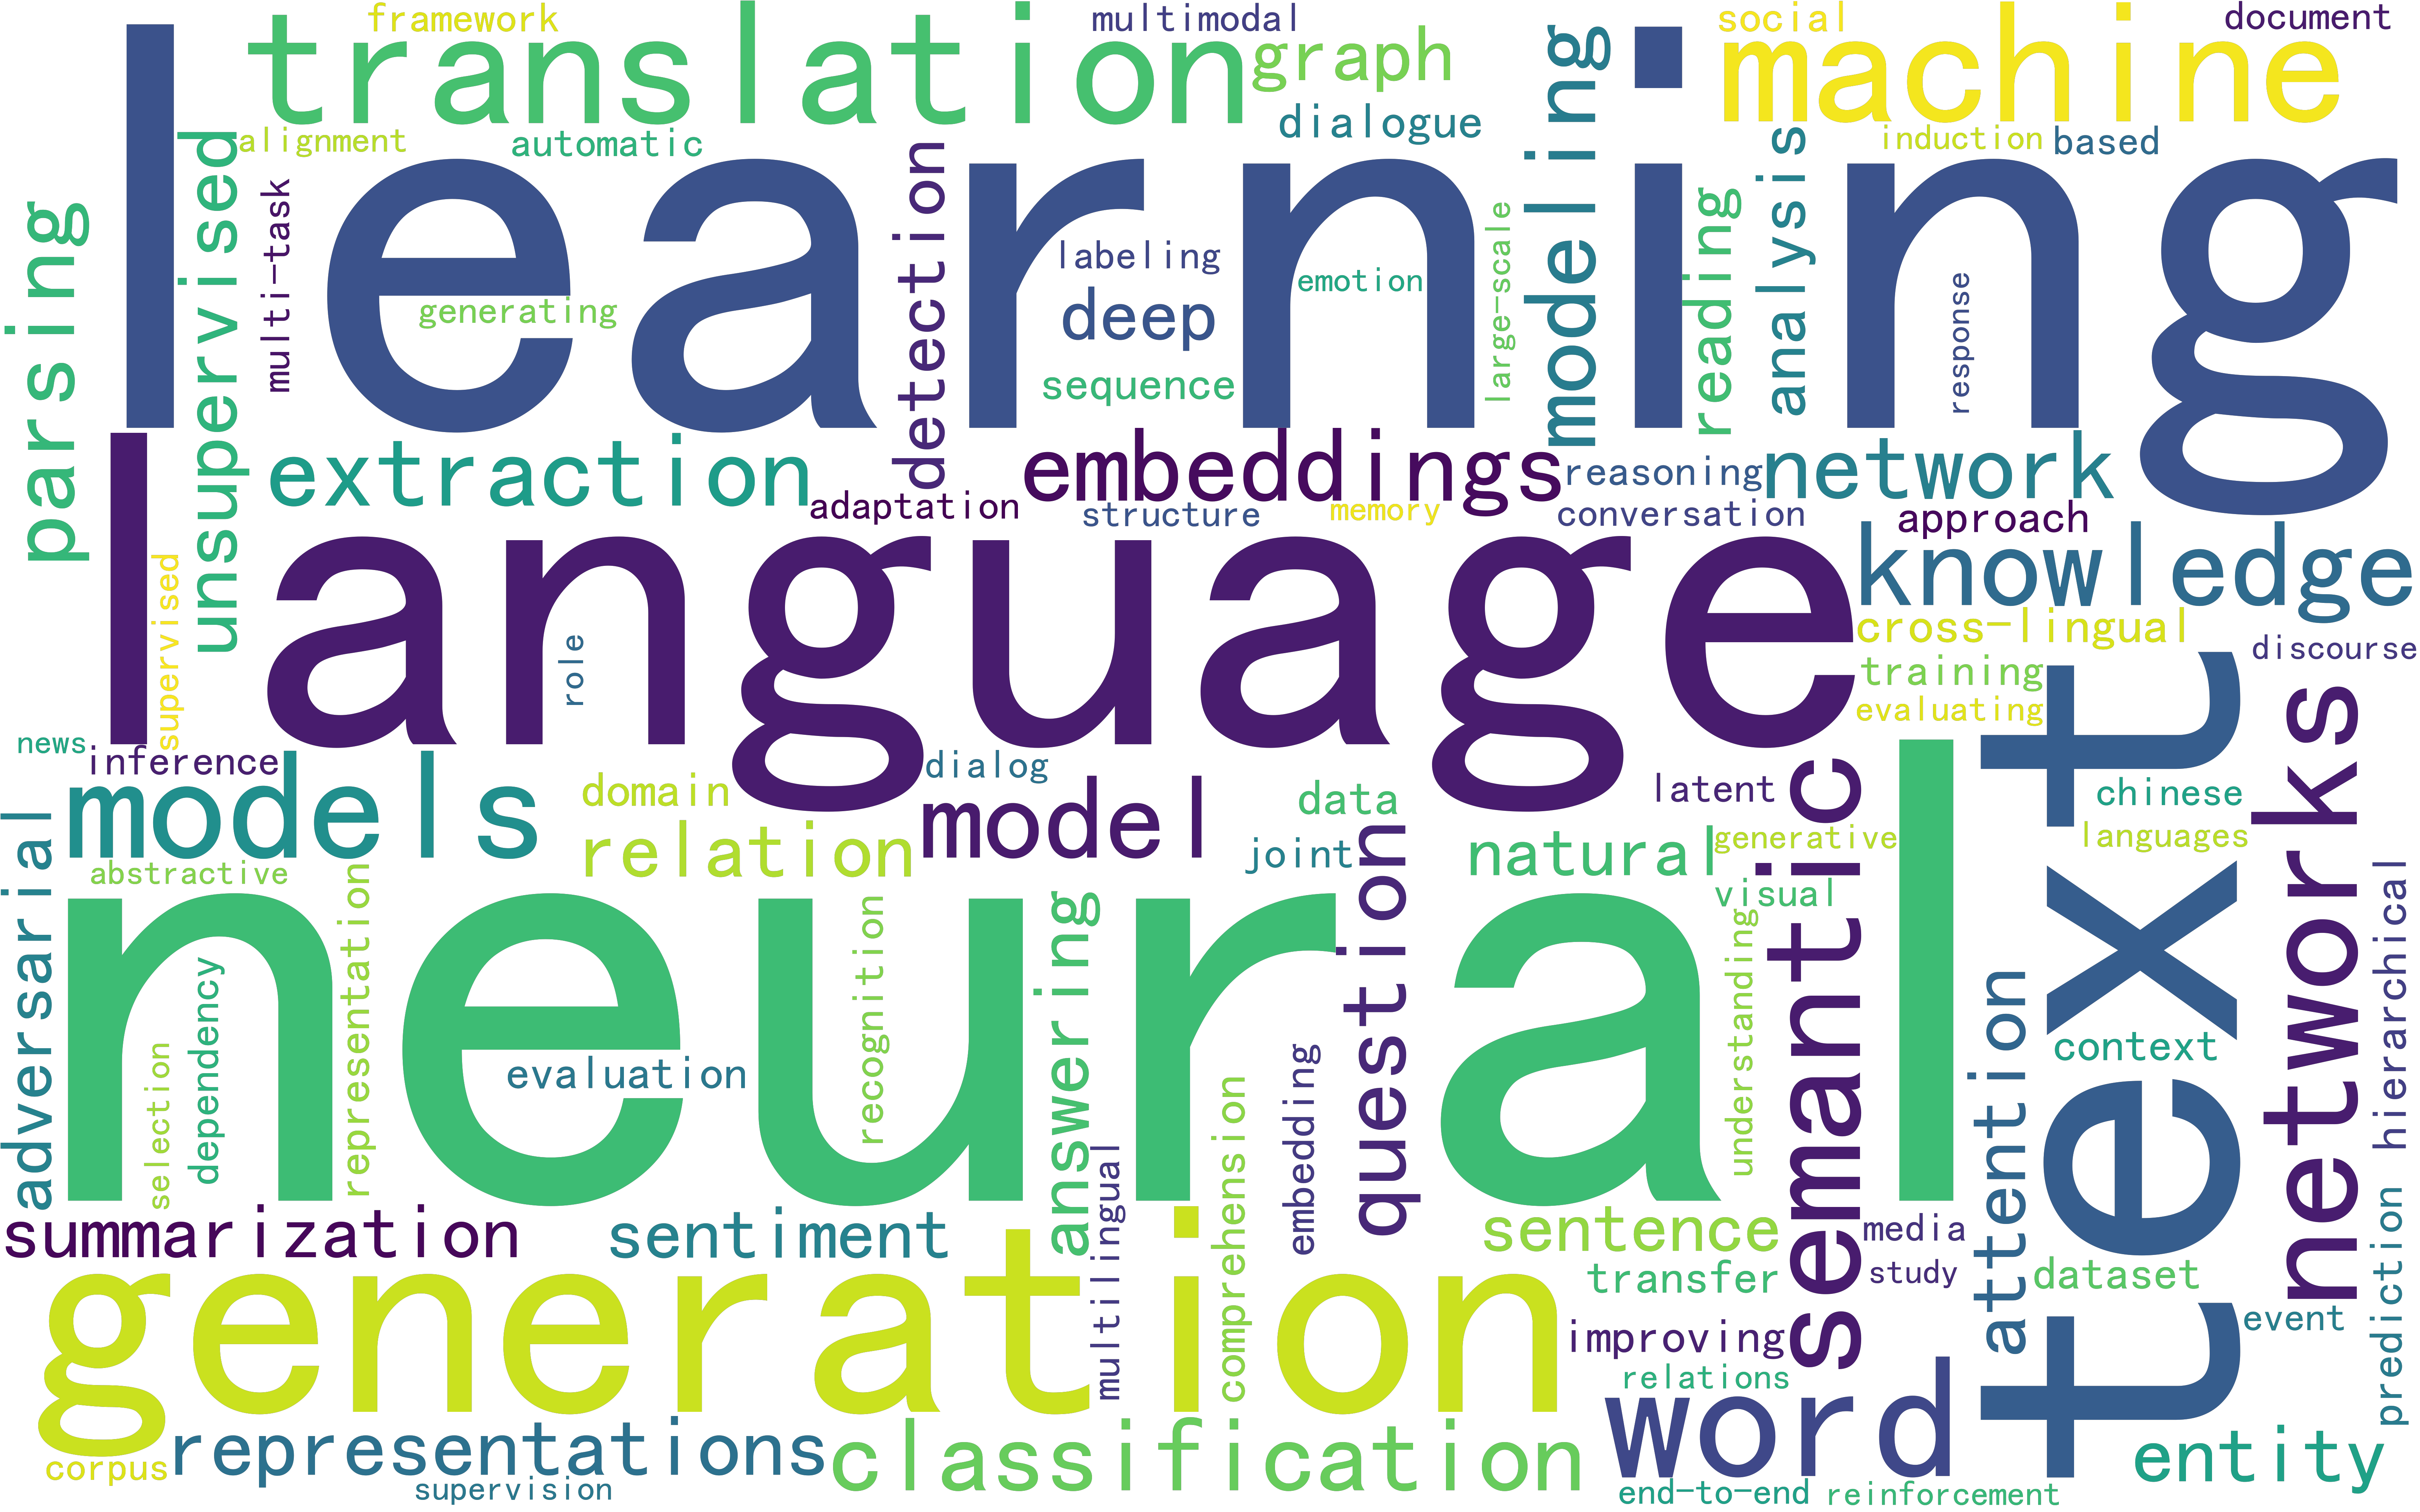 framework
multimodal
social
document
translation
graph
machine
dialogue
modeling
alignment
automatic
induction
based
unsupervised
multi-task
detection
analysis
learning
parsing
labeling
generating
deep
emotion
large-scale
reading
response
sequence
extraction
embeddings
reasoning
network
adaptation
structure
memory
conversation
approach
language
knowledge
supervised
role
cross-lingual
discourse
training
evaluating
news
inference
dialog
models
domain
model
latent
data
chinese
text
networks
relation
joint
natural
generative
languages
adversarial
abstractive
representation
question
visual
semantic
neural
recognition
answering
understanding
hierarchical
dependency
selection
evaluation
embedding
comprehension
attention
context
summarization
sentiment
multilingual
sentence
media
transfer
study
dataset
generation
improving
event
prediction
relations
word
representations
classification
entity
corpus
supervision
end-to-end
reinforcement